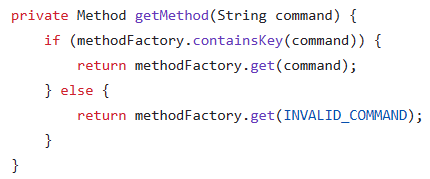 private Method getMethod(String command) {
    if (methodFactory.containsKey(command)) {
        return methodFactory.get(command);
    } else {
        return methodFactory.get(INVALID_COMMAND);
    }
}